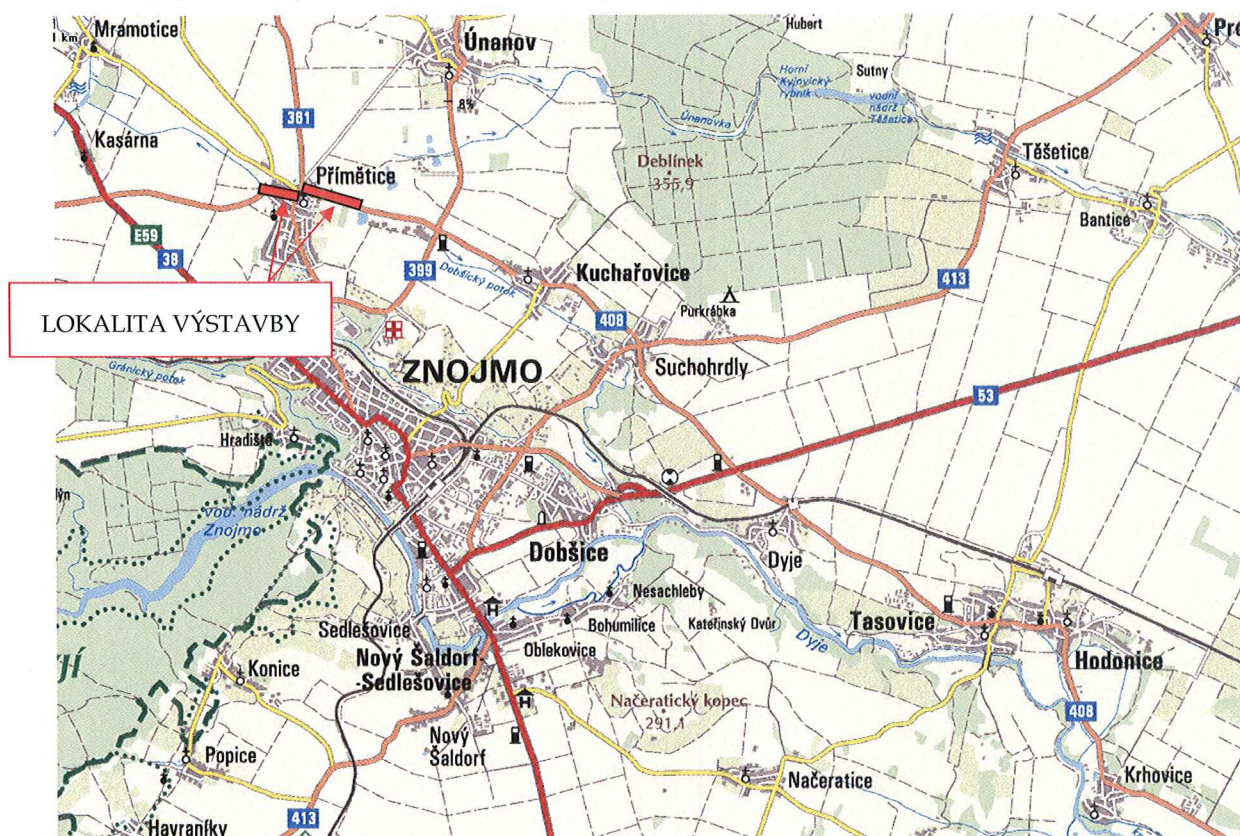 Mramotice
Únanov
Hubert
1 km
Horní
Kyjovický
rybník
Sutny
vodní
nádrž
Těšetice
8%
Únanovka
361
Kasárna
Přímětice
Deblínek
355,9
Těšetice
Bantice
E59
38
399
Dobšický potok
Kuchařovice
413
LOKALITA VÝSTAVBY
408
Purkrábka
Gránický potok
ZNOJMO
Suchohrdly
53
Hradiště
vod. nádrž
Znojmo
Dobšice
Dyje
Nesachleby
Sedlešovice
Bohumilice
Kateřinský Dvůr
Dyje
Tasovice
Nový Šaldorf-
-Sedlešovice
Oblekovice
Hodonice
Konice
Načeratický kopec
291,1
408
Nový
Šaldorf
Popice
Načeratice
Krhovice
413
Havraníky